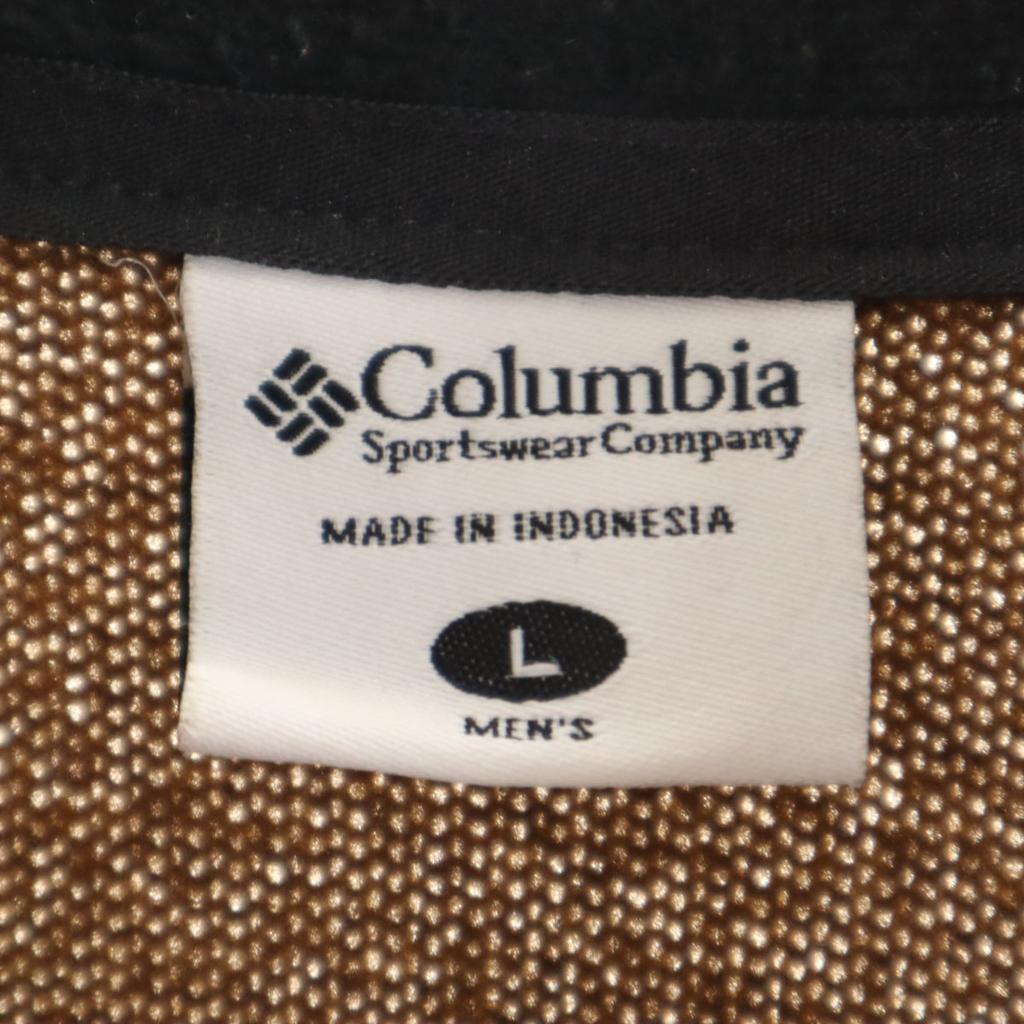 Columbia
Sportswear Company
MADE IN INDONESIA
L
MEN'S